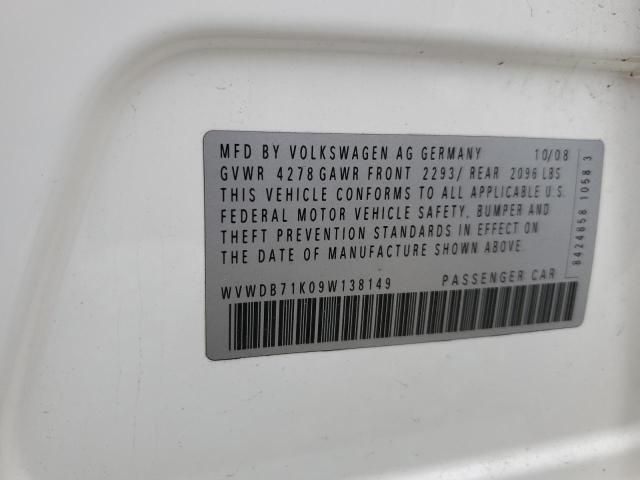 MFD BY VOLKSWAGEN AG GERMANY 10/08
GVWR 4278 GAWR FRONT 2293/ REAR 2096 LBS
THIS VEHICLE CONFORMS TO ALL APPLICABLE U.S.
FEDERAL MOTOR VEHICLE SAFETY, BUMPER AND
THEFT PREVENTION STANDARDS IN EFFECT ON
THE DATE OF MANUFACTURE SHOWN ABOVE.
WVWDB71K09W138149 PASSENGER CAR
8424858 1058 3